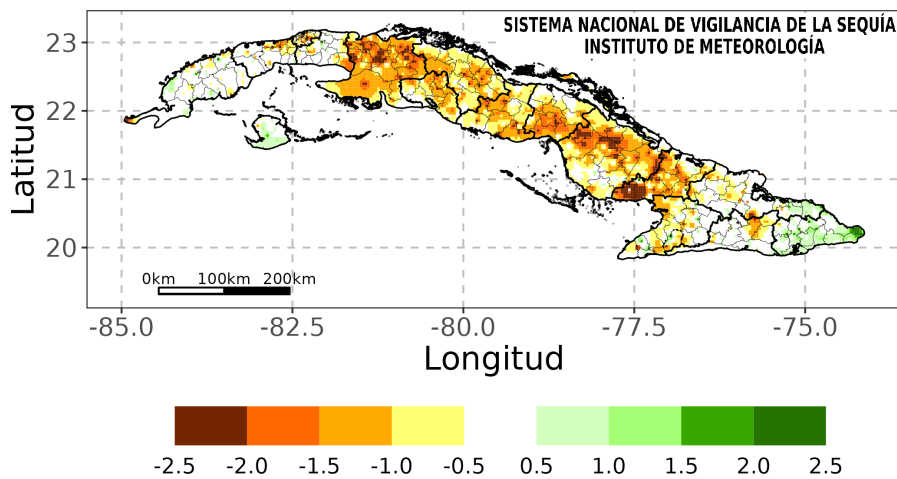 SISTEMA NACIONAL DE VIGILANCIA DE LA SEQUÍA
INSTITUTO DE METEOROLOGÍA
23
22
21
20
Latitud
0km 100km 200km
-85.0 -82.5 -80.0 -77.5 -75.0
Longitud
-2.5 -2.0 -1.5 -1.0 -0.5 0.5 1.0 1.5 2.0 2.5